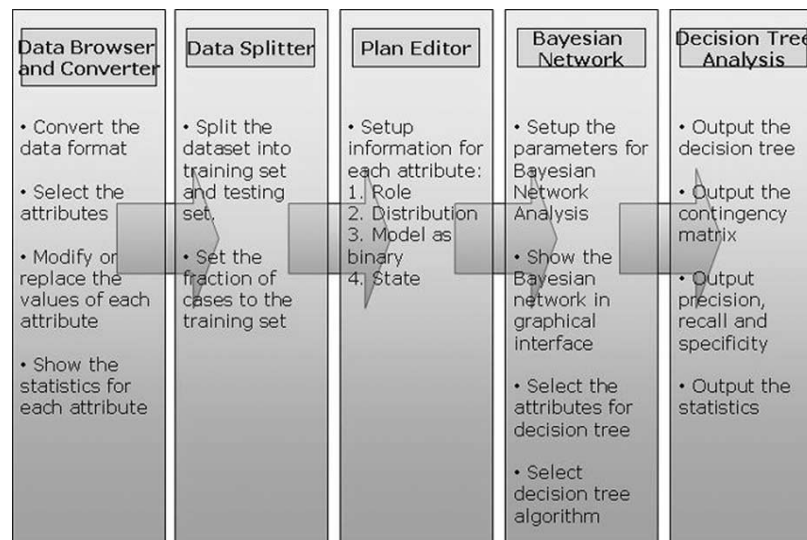 Data Browser
and Converter
• Convert the
data format
• Select the
attributes
• Modify or
replace the
values of each
attribute
• Show the
statistics for
each attribute
Data Splitter
• Split the
dataset into
training set
and testing
set.
• Set the
fraction of
cases to the
training set
Plan Editor
• Setup
information for
each attribute:
1. Role
2. Distribution
3. Model as
binary
4. State
Bayesian
Network
• Setup the
parameters for
Bayesian
Network
Analysis
• Show the
Bayesian
network in
graphical
interface
• Select the
attributes for
decision tree
• Select
decision tree
algorithm
Decision Tree
Analysis
• Output the
decision tree
• Output the
contingency
matrix
• Output
precision,
recall and
specificity
• Output the
statistics